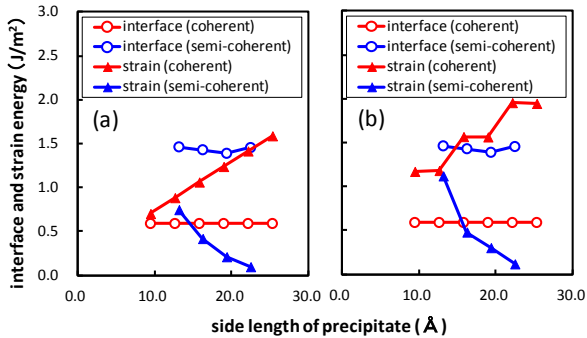 interface and strain energy (J/m²)
3.0
2.5
2.0
1.5
1.0
0.5
0.0
interface (coherent)
interface (semi-coherent)
strain (coherent)
strain (semi-coherent)
(a)
0.0 10.0 20.0 30.0
interface (coherent)
interface (semi-coherent)
strain (coherent)
strain (semi-coherent)
(b)
0.0 10.0 20.0 30.0
side length of precipitate (Å)